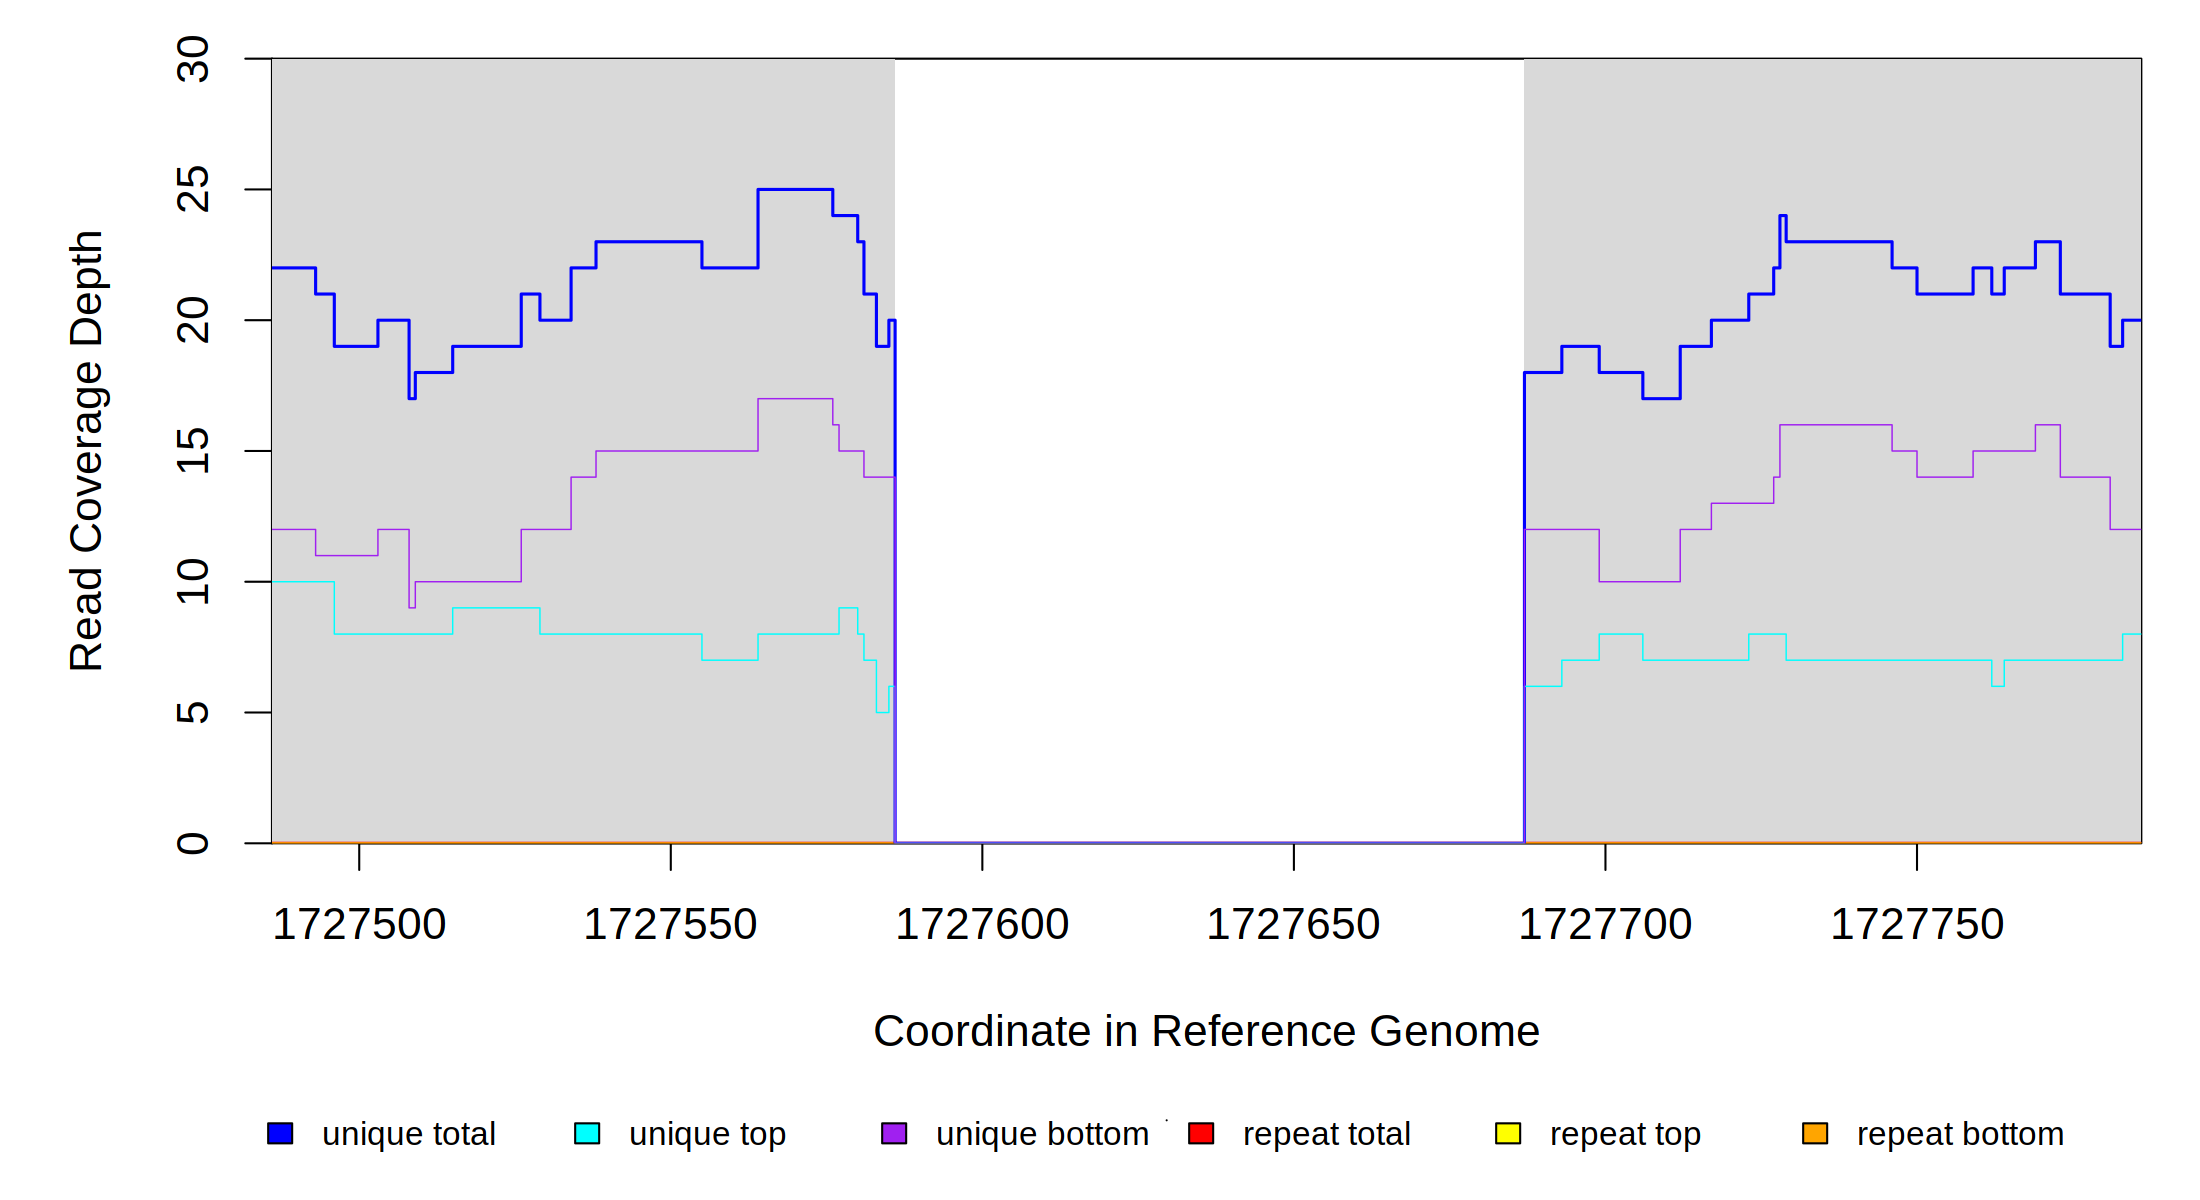 30
25
20
15
10
5
0
Read Coverage Depth
1727500 1727550 1727600 1727650 1727700 1727750
Coordinate in Reference Genome
unique total unique top unique bottom repeat total repeat top repeat bottom